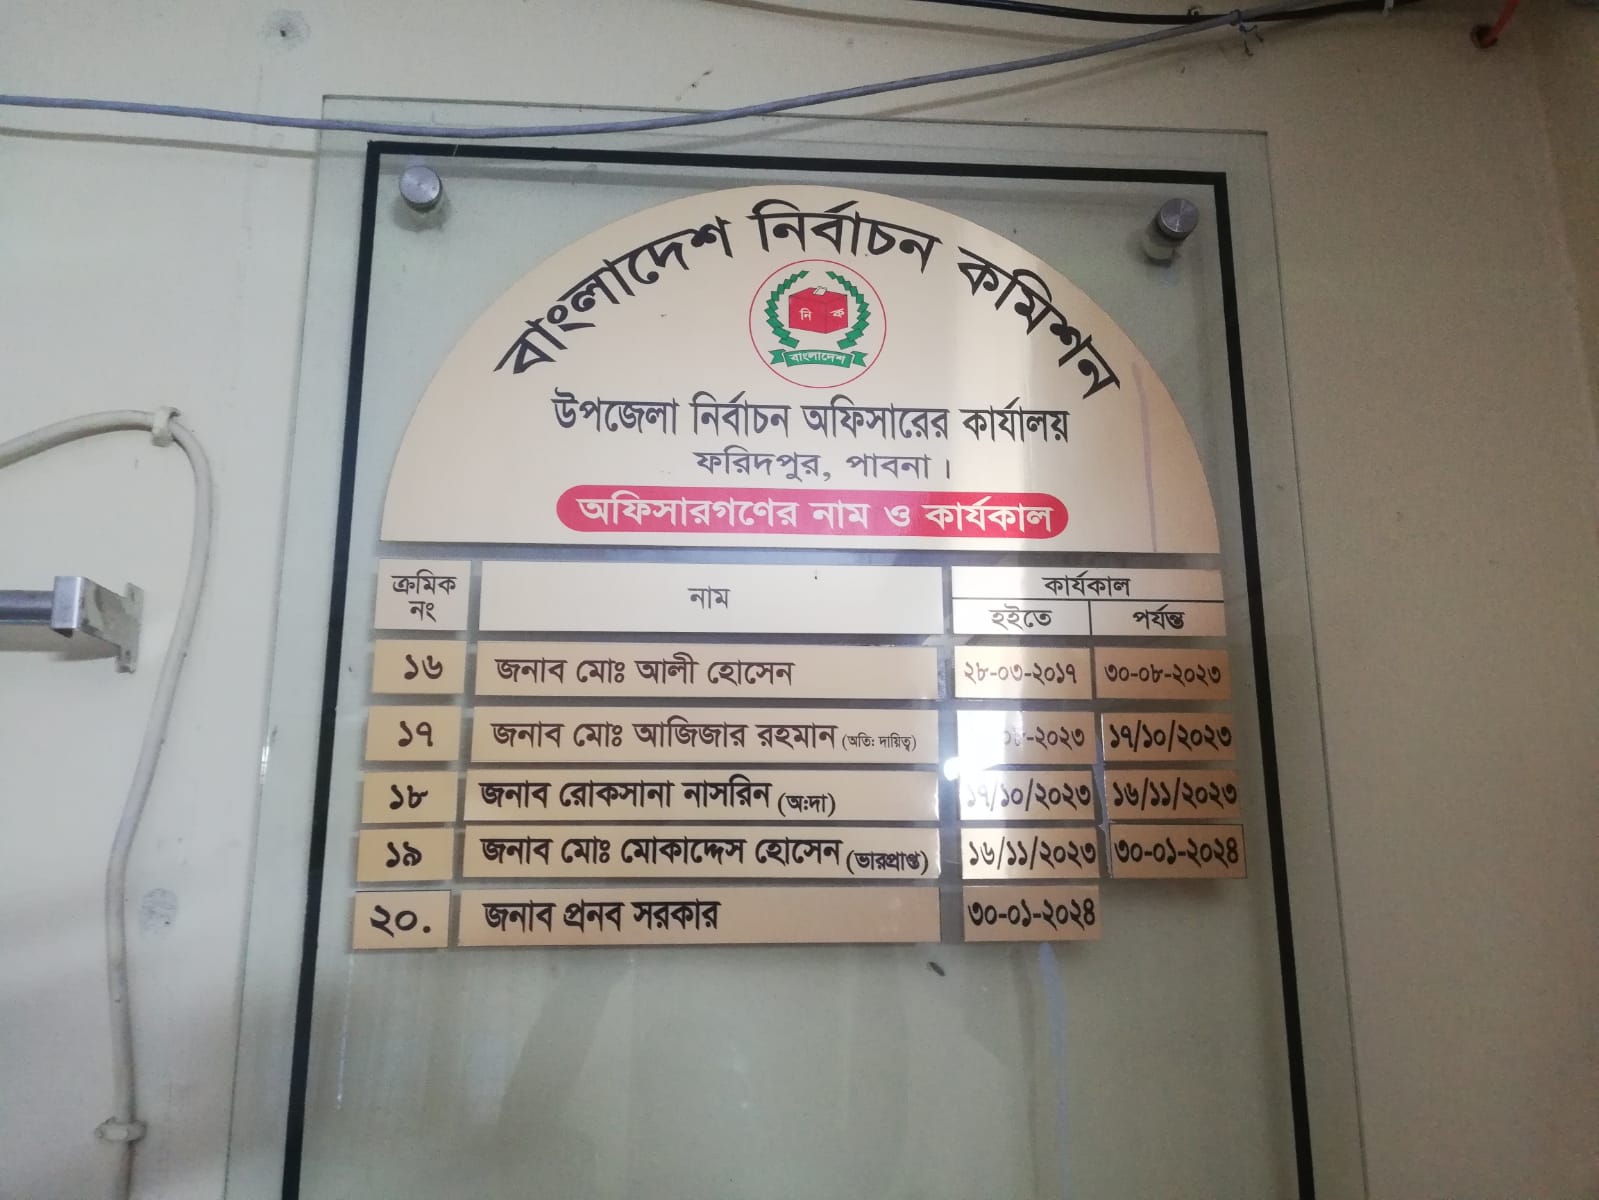 বাংলাদেশ নির্বাচন কমিশন
নি ক
বাংলাদেশ
উপজেলা নির্বাচন অফিসারের কার্যালয়
ফরিদপুর, পাবনা।
অফিসারগণের নাম ও কার্যকাল
ক্রমিক নং নাম কার্যকাল
হইতে পর্যন্ত
১৬ জনাব মোঃ আলী হোসেন ২৮-০৩-২০১৭ ৩০-০৮-২০২৩
১৭ জনাব মোঃ আজিজার রহমান (অতিঃ দায়িত্ব) ০৮-২০২৩ ১৭/১০/২০২৩
১৮ জনাব রোকসানা নাসরিন (অঃদা) ১৭/১০/২০২৩ ১৬/১১/২০২৩
১৯ জনাব মোঃ মোকাদ্দেস হোসেন (ভারপ্রাপ্ত) ১৬/১১/২০২৩ ৩০-০১-২০২৪
২০. জনাব প্রনব সরকার ৩০-০১-২০২৪